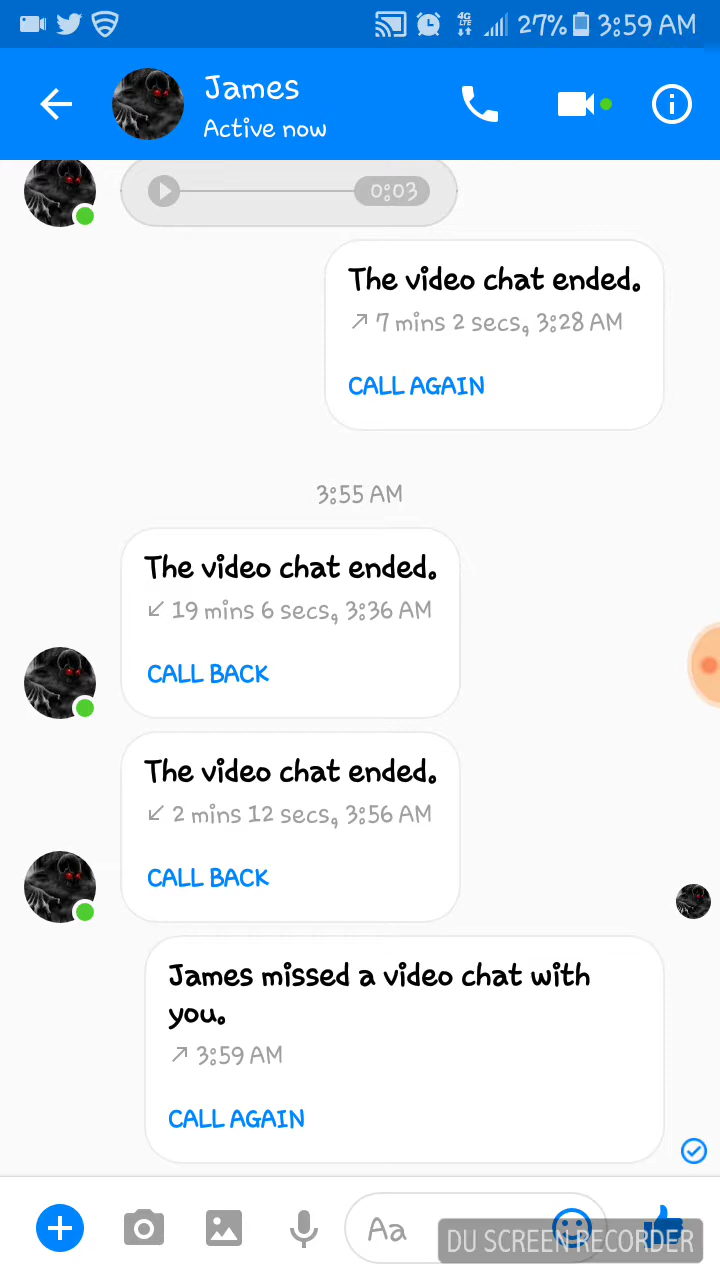 4G LTE 27% 3:59 AM
James
Active now
0:03
The video chat ended.
7 mins 2 secs, 3:28 AM
CALL AGAIN
3:55 AM
The video chat ended.
19 mins 6 secs, 3:36 AM
CALL BACK
The video chat ended.
2 mins 12 secs, 3:56 AM
CALL BACK
James missed a video chat with
you.
3:59 AM
CALL AGAIN
Aa
DU SCREEN RECORDER